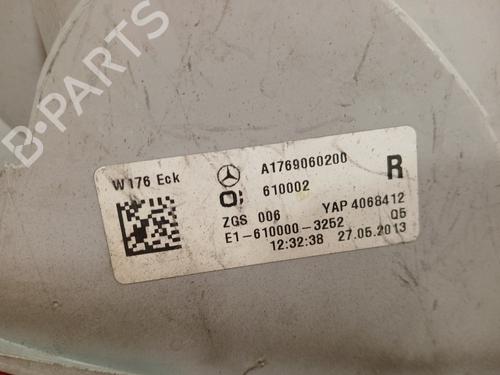 B-PARTS
W176 Eck
A1769060200
R
O: 610002
ZGS 006 YAP 4068412
E1-610000-3252 Q5
12:32:38 27.05.2013